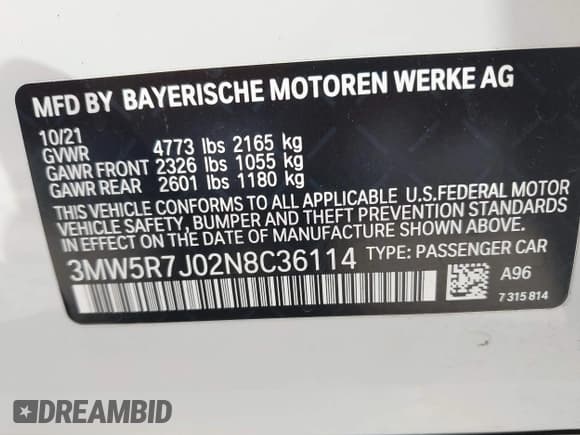 MFD BY BAYERISCHE MOTOREN WERKE AG
10/21
GVWR 4773 lbs 2165 kg
GAWR FRONT 2326 lbs 1055 kg
GAWR REAR 2601 lbs 1180 kg
THIS VEHICLE CONFORMS TO ALL APPLICABLE U.S.FEDERAL MOTOR
VEHICLE SAFETY, BUMPER AND THEFT PREVENTION STANDARDS
IN EFFECT ON THE DATE OF MANUFACTURE SHOWN ABOVE.
3MW5R7J02N8C36114 TYPE: PASSENGER CAR
A96
7 315 814
DREAMBID